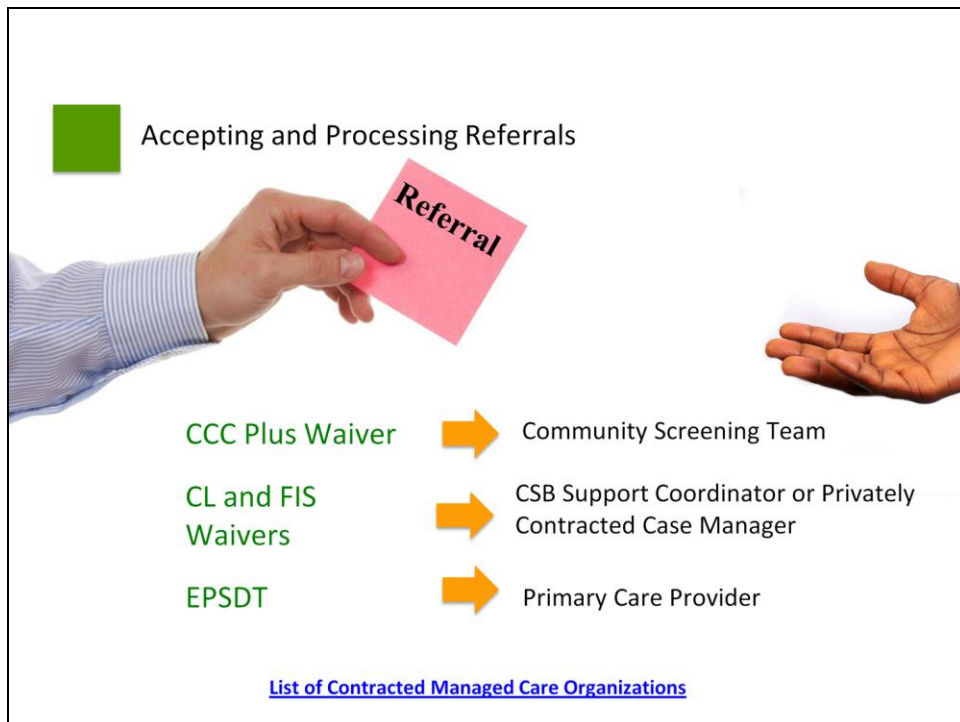 Accepting and Processing Referrals
Referral
CCC Plus Waiver
Community Screening Team
CL and FIS
Waivers
CSB Support Coordinator or Privately
Contracted Case Manager
EPSDT
Primary Care Provider
List of Contracted Managed Care Organizations